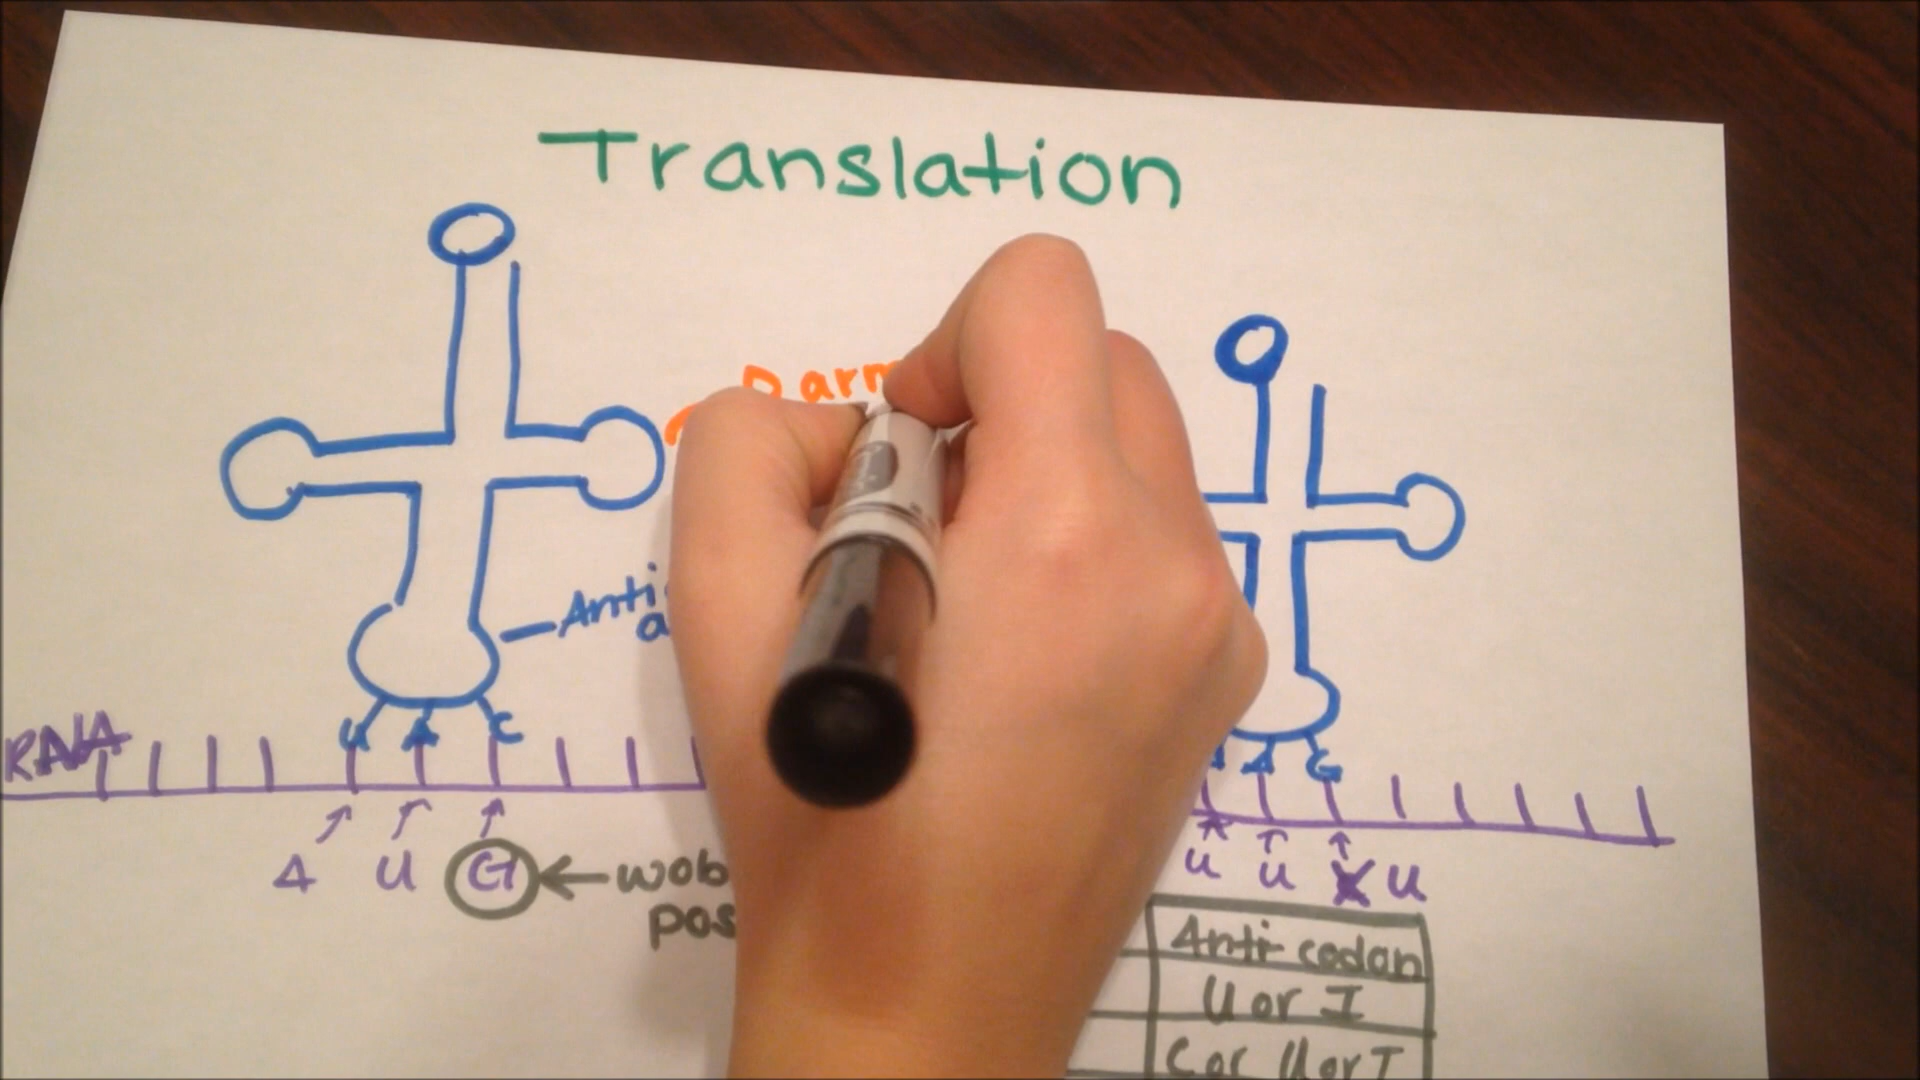 Translation
D arm
Anti
a
U A C
RNA
A G
A U G wob
pos
u u X u
Anti-codon
U or I
C or U or I